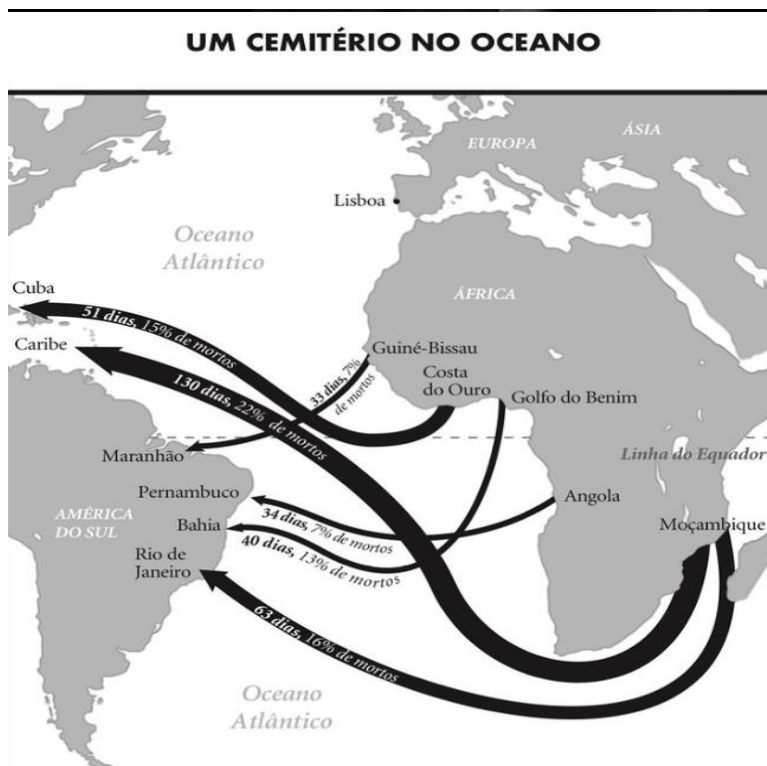 UM CEMITÉRIO NO OCEANO
EUROPA
ÁSIA
Lisboa
Oceano
Atlântico
Cuba
51 dias, 15% de mortos
ÁFRICA
Caribe
130 dias, 22% de mortos
Guiné-Bissau
33 dias, 7%
de mortos
Costa
do Ouro
Golfo do Benim
Maranhão
Linha do Equador
Pernambuco
34 dias, 7% de mortos
Angola
AMÉRICA
DO SUL
Bahia
40 dias, 13% de mortos
Moçambique
Rio de
Janeiro
63 dias, 16% de mortos
Oceano
Atlântico